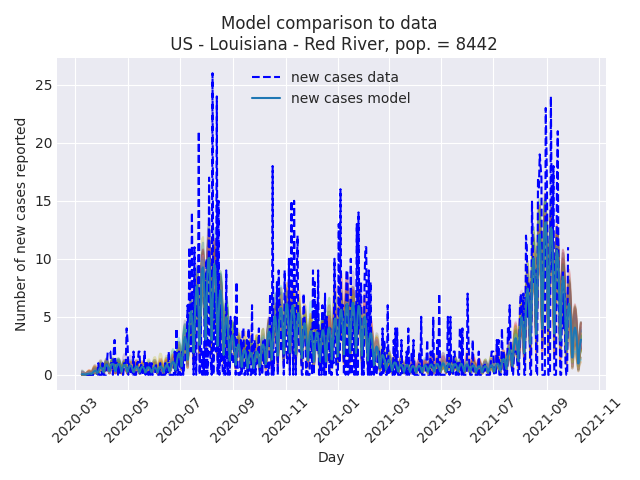 Model comparison to data
US - Louisiana - Red River, pop. = 8442
new cases data
new cases model
Number of new cases reported
25
20
15
10
5
0
2020-03
2020-05
2020-07
2020-09
2020-11
2021-01
2021-03
2021-05
2021-07
2021-09
2021-11
Day